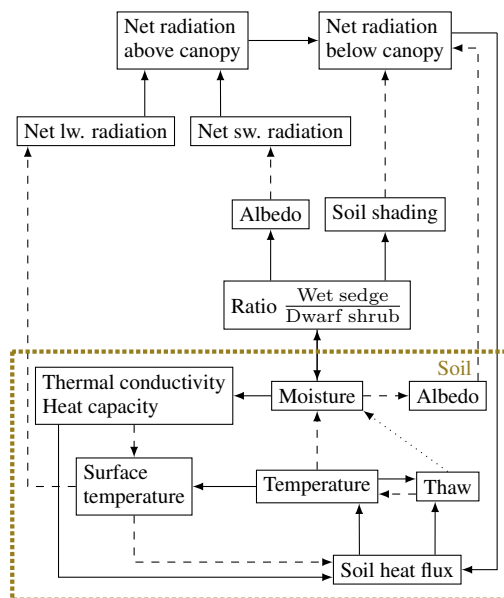 Net radiation
above canopy
Net radiation
below canopy
Net lw. radiation
Net sw. radiation
Albedo
Soil shading
Ratio Wet sedge
Dwarf shrub
Soil
Thermal conductivity
Heat capacity
Moisture
Albedo
Surface
temperature
Temperature
Thaw
Soil heat flux